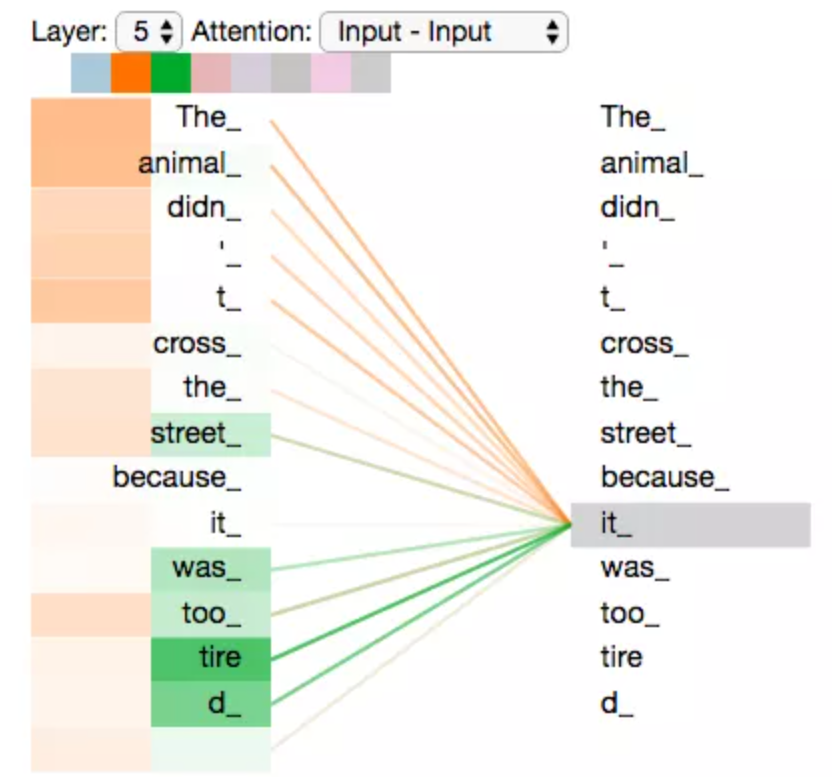 Layer: 5 Attention: Input - Input
The_ The_
animal_ animal_
didn_ didn_
'_ '_
t_ t_
cross_ cross_
the_ the_
street_ street_
because_ because_
it_ it_
was_ was_
too_ too_
tire tire
d_ d_